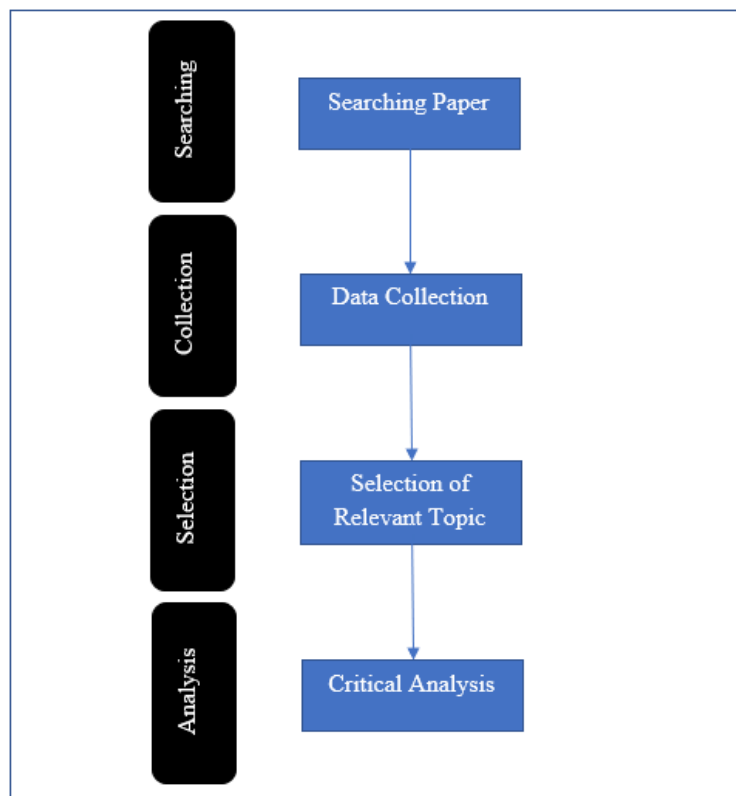 Searching
Searching Paper
Collection
Data Collection
Selection
Selection of
Relevant Topic
Analysis
Critical Analysis